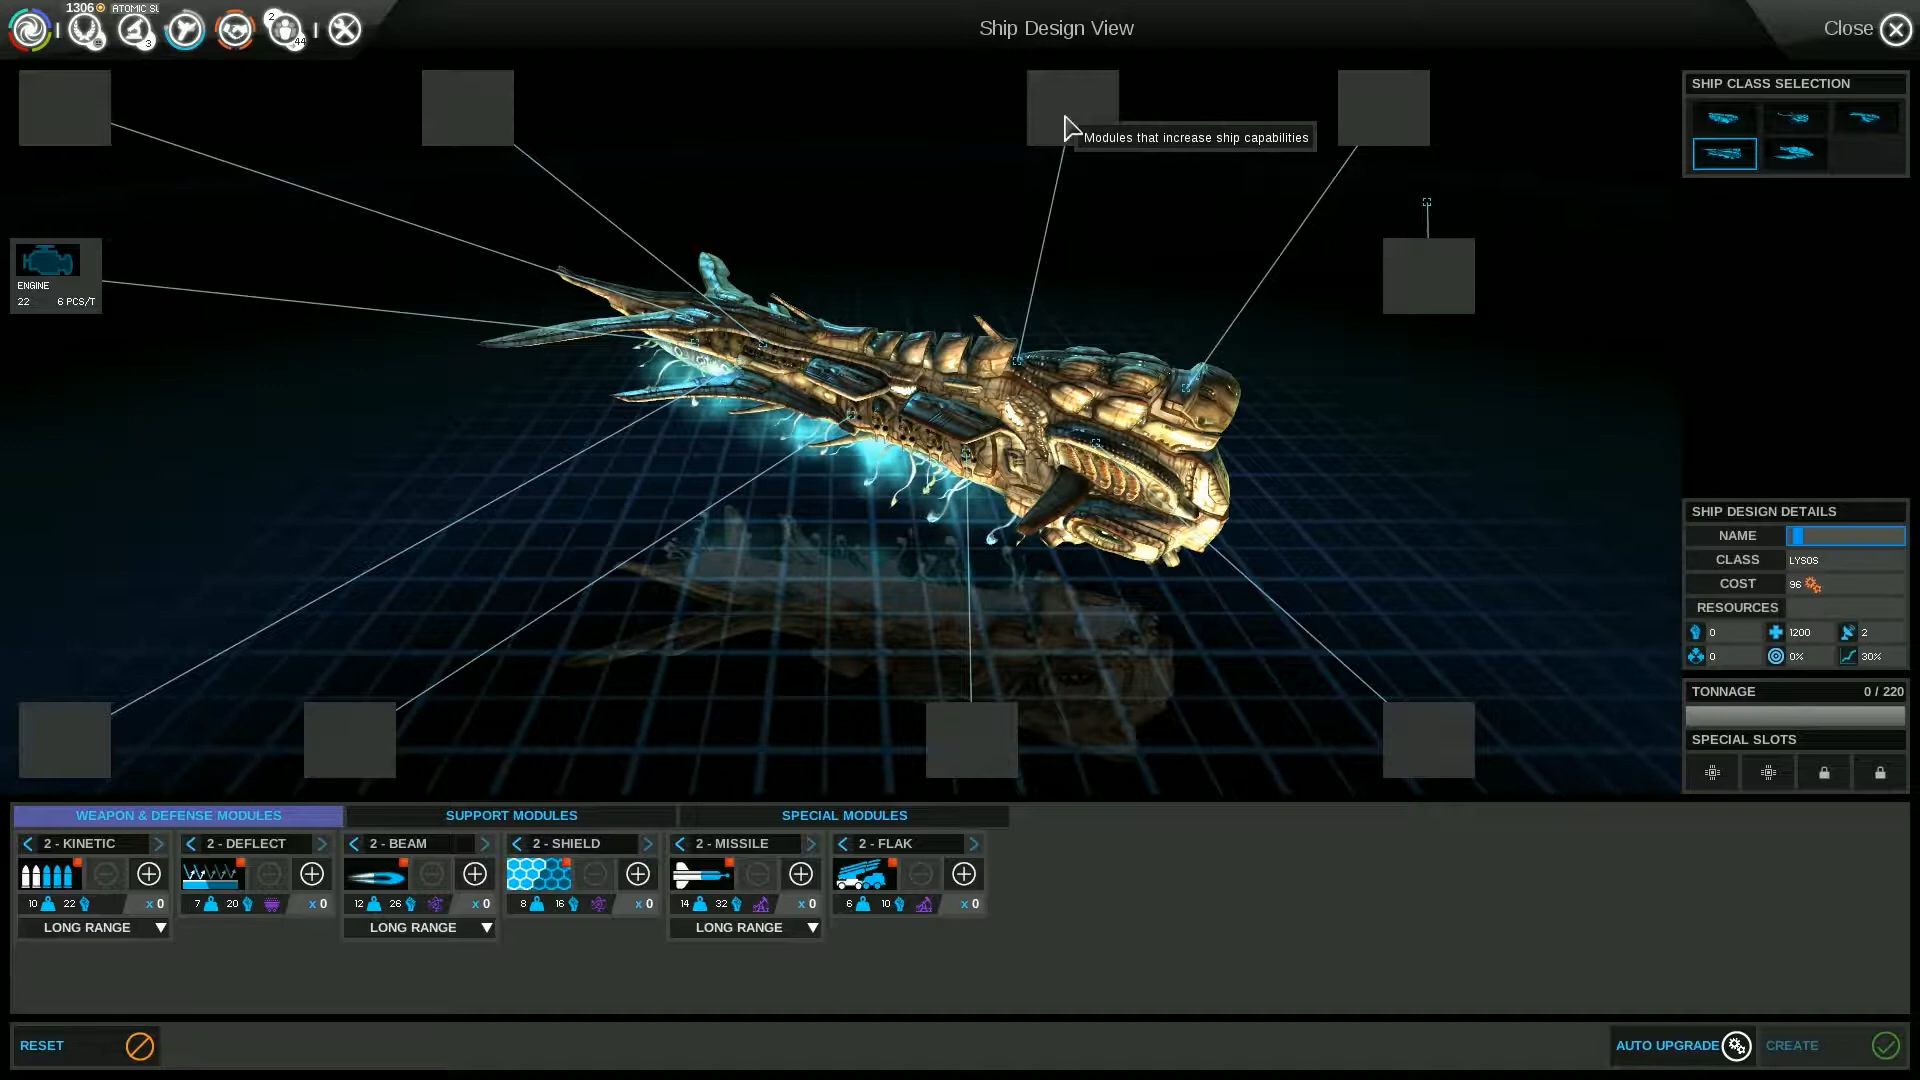 1306
ATOMIC SU
Ship Design View
Close
3
2
44
Modules that increase ship capabilities
SHIP CLASS SELECTION
ENGINE
22 6 PCS/T
SHIP DESIGN DETAILS
NAME
CLASS LYSOS
COST 96
RESOURCES
0 1200 2
0 0% 30%
TONNAGE 0 / 220
SPECIAL SLOTS
WEAPON & DEFENSE MODULES SUPPORT MODULES SPECIAL MODULES
2 - KINETIC 2 - DEFLECT 2 - BEAM 2 - SHIELD 2 - MISSILE 2 - FLAK
10 22 x 0 7 20 x 0 12 26 x 0 8 16 x 0 14 32 x 0 6 10 x 0
LONG RANGE LONG RANGE LONG RANGE
RESET AUTO UPGRADE CREATE